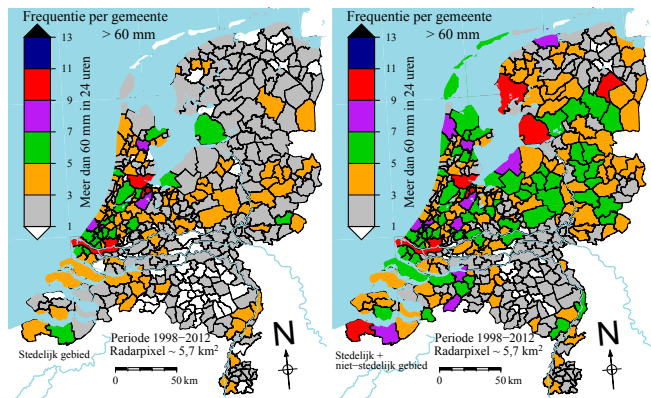 Frequentie per gemeente
> 60 mm
13
11
9
7
5
3
1
Meer dan 60 mm in 24 uren
Stedelijk gebied
Periode 1998−2012
Radarpixel ~ 5,7 km²
0
50 km
N
Frequentie per gemeente
> 60 mm
13
11
9
7
5
3
1
Meer dan 60 mm in 24 uren
Stedelijk +
niet−stedelijk gebied
Periode 1998−2012
Radarpixel ~ 5,7 km²
0
50 km
N